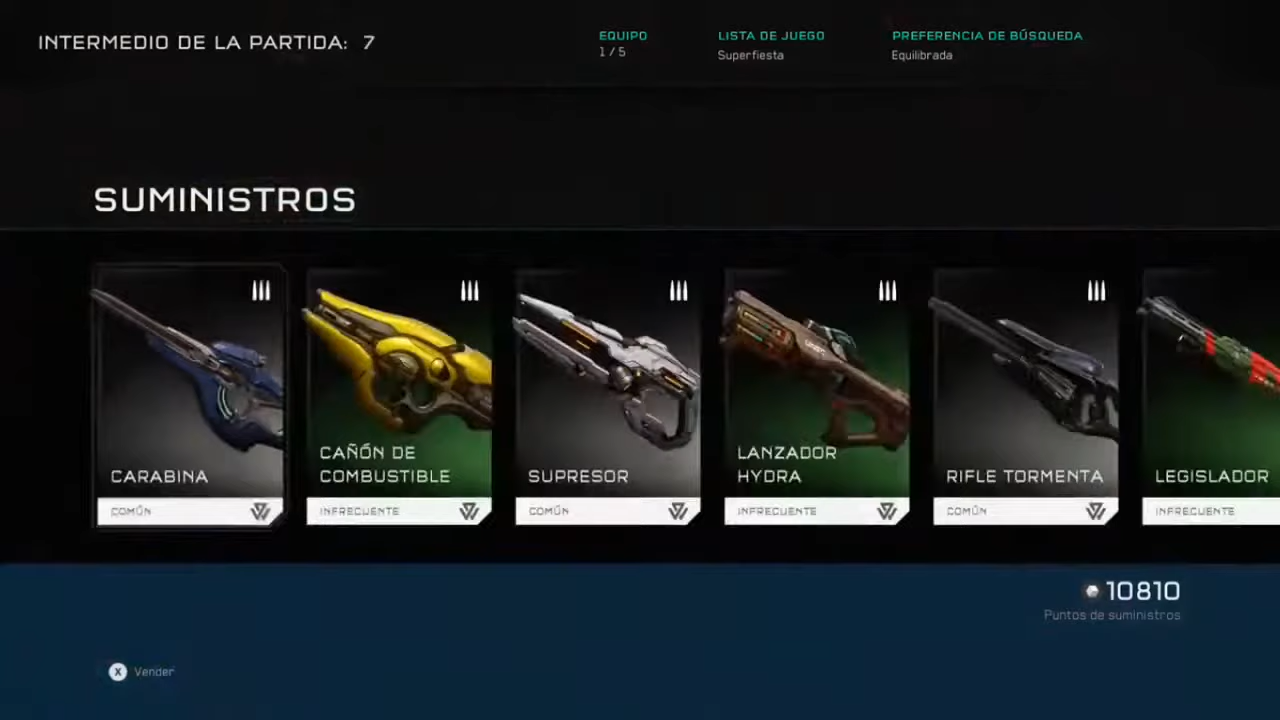 INTERMEDIO DE LA PARTIDA: 7
EQUIPO
1 / 5
LISTA DE JUEGO
Superfiesta
PREFERENCIA DE BÚSQUEDA
Equilibrada
SUMINISTROS
CARABINA
COMÚN
CAÑÓN DE
COMBUSTIBLE
INFRECUENTE
SUPRESOR
COMÚN
LANZADOR
HYDRA
INFRECUENTE
RIFLE TORMENTA
COMÚN
LEGISLADOR
INFRECUENTE
10810
Puntos de suministros
X Vender